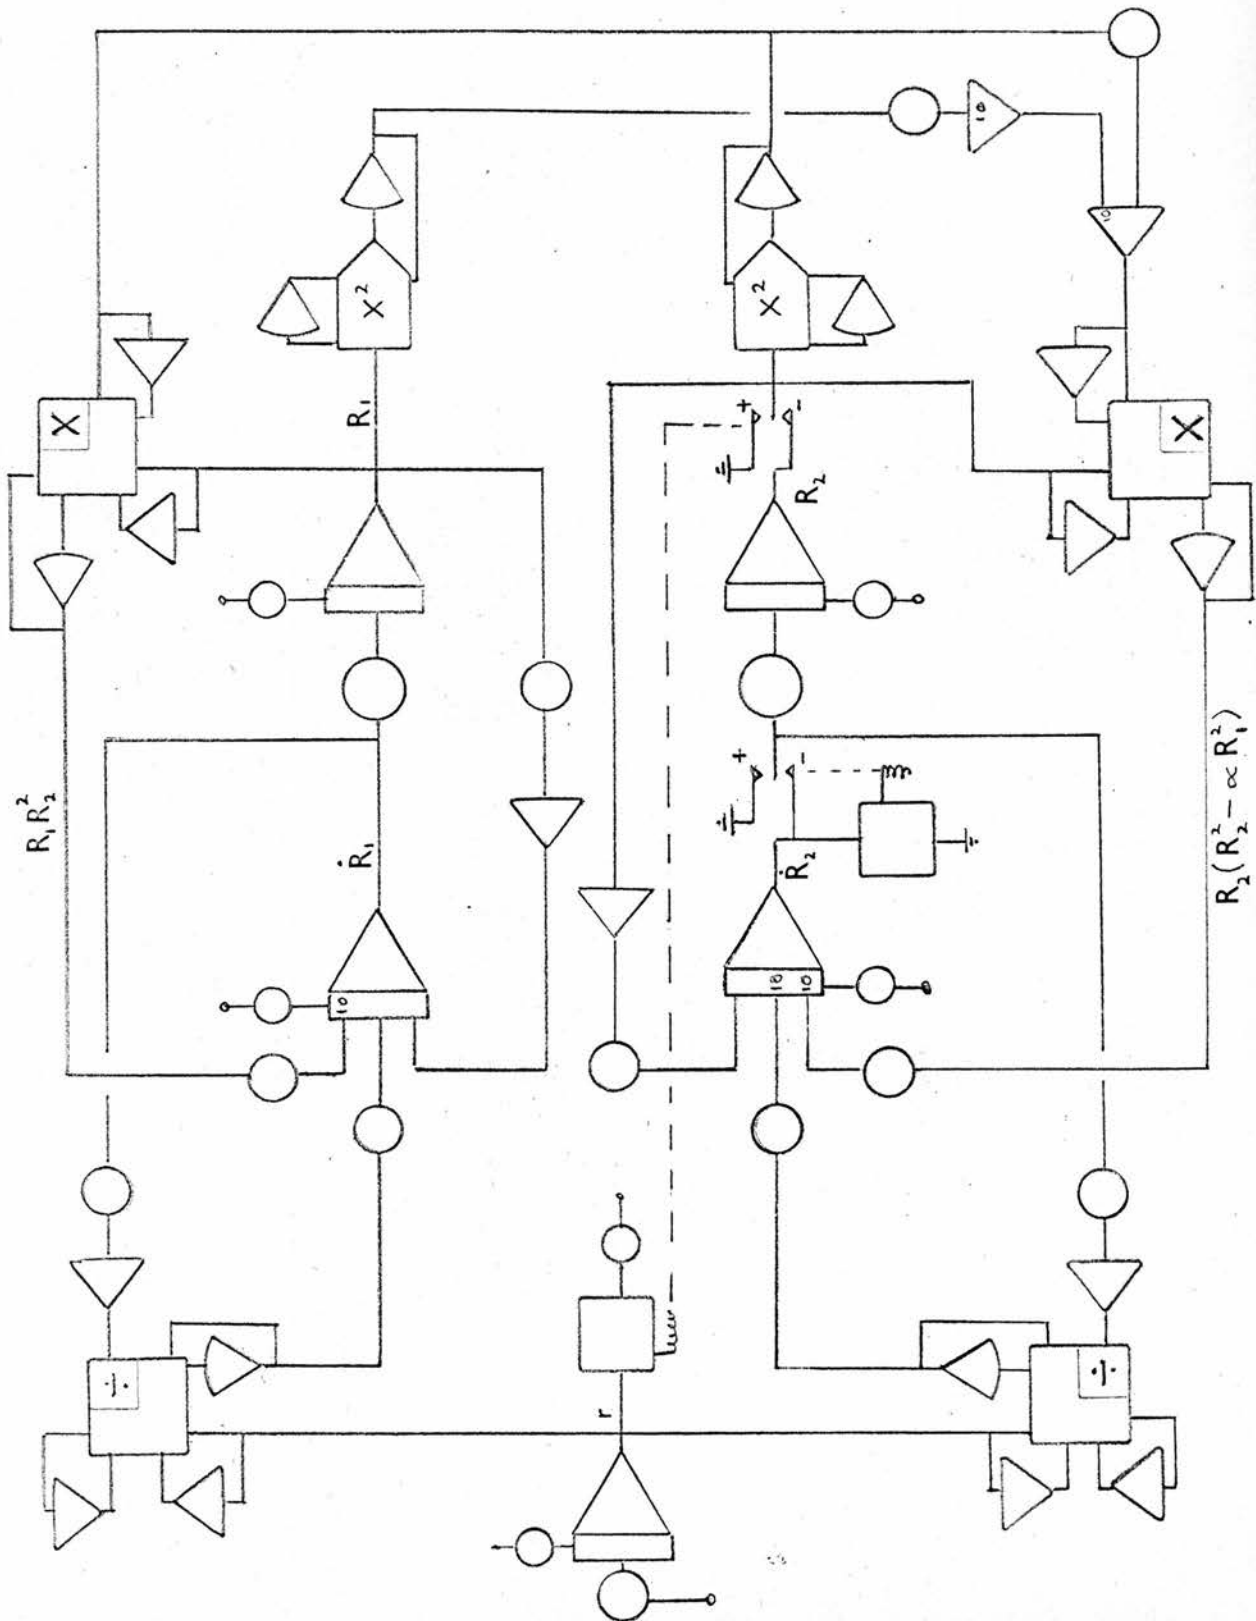 X
R₁
X²
X²
10
10
R₂
+
-
X
R₁R₂²
Ṙ₁
+
-
Ṙ₂
R₂(R₂² - ∝R₁²)
10
10
10
r
÷
÷